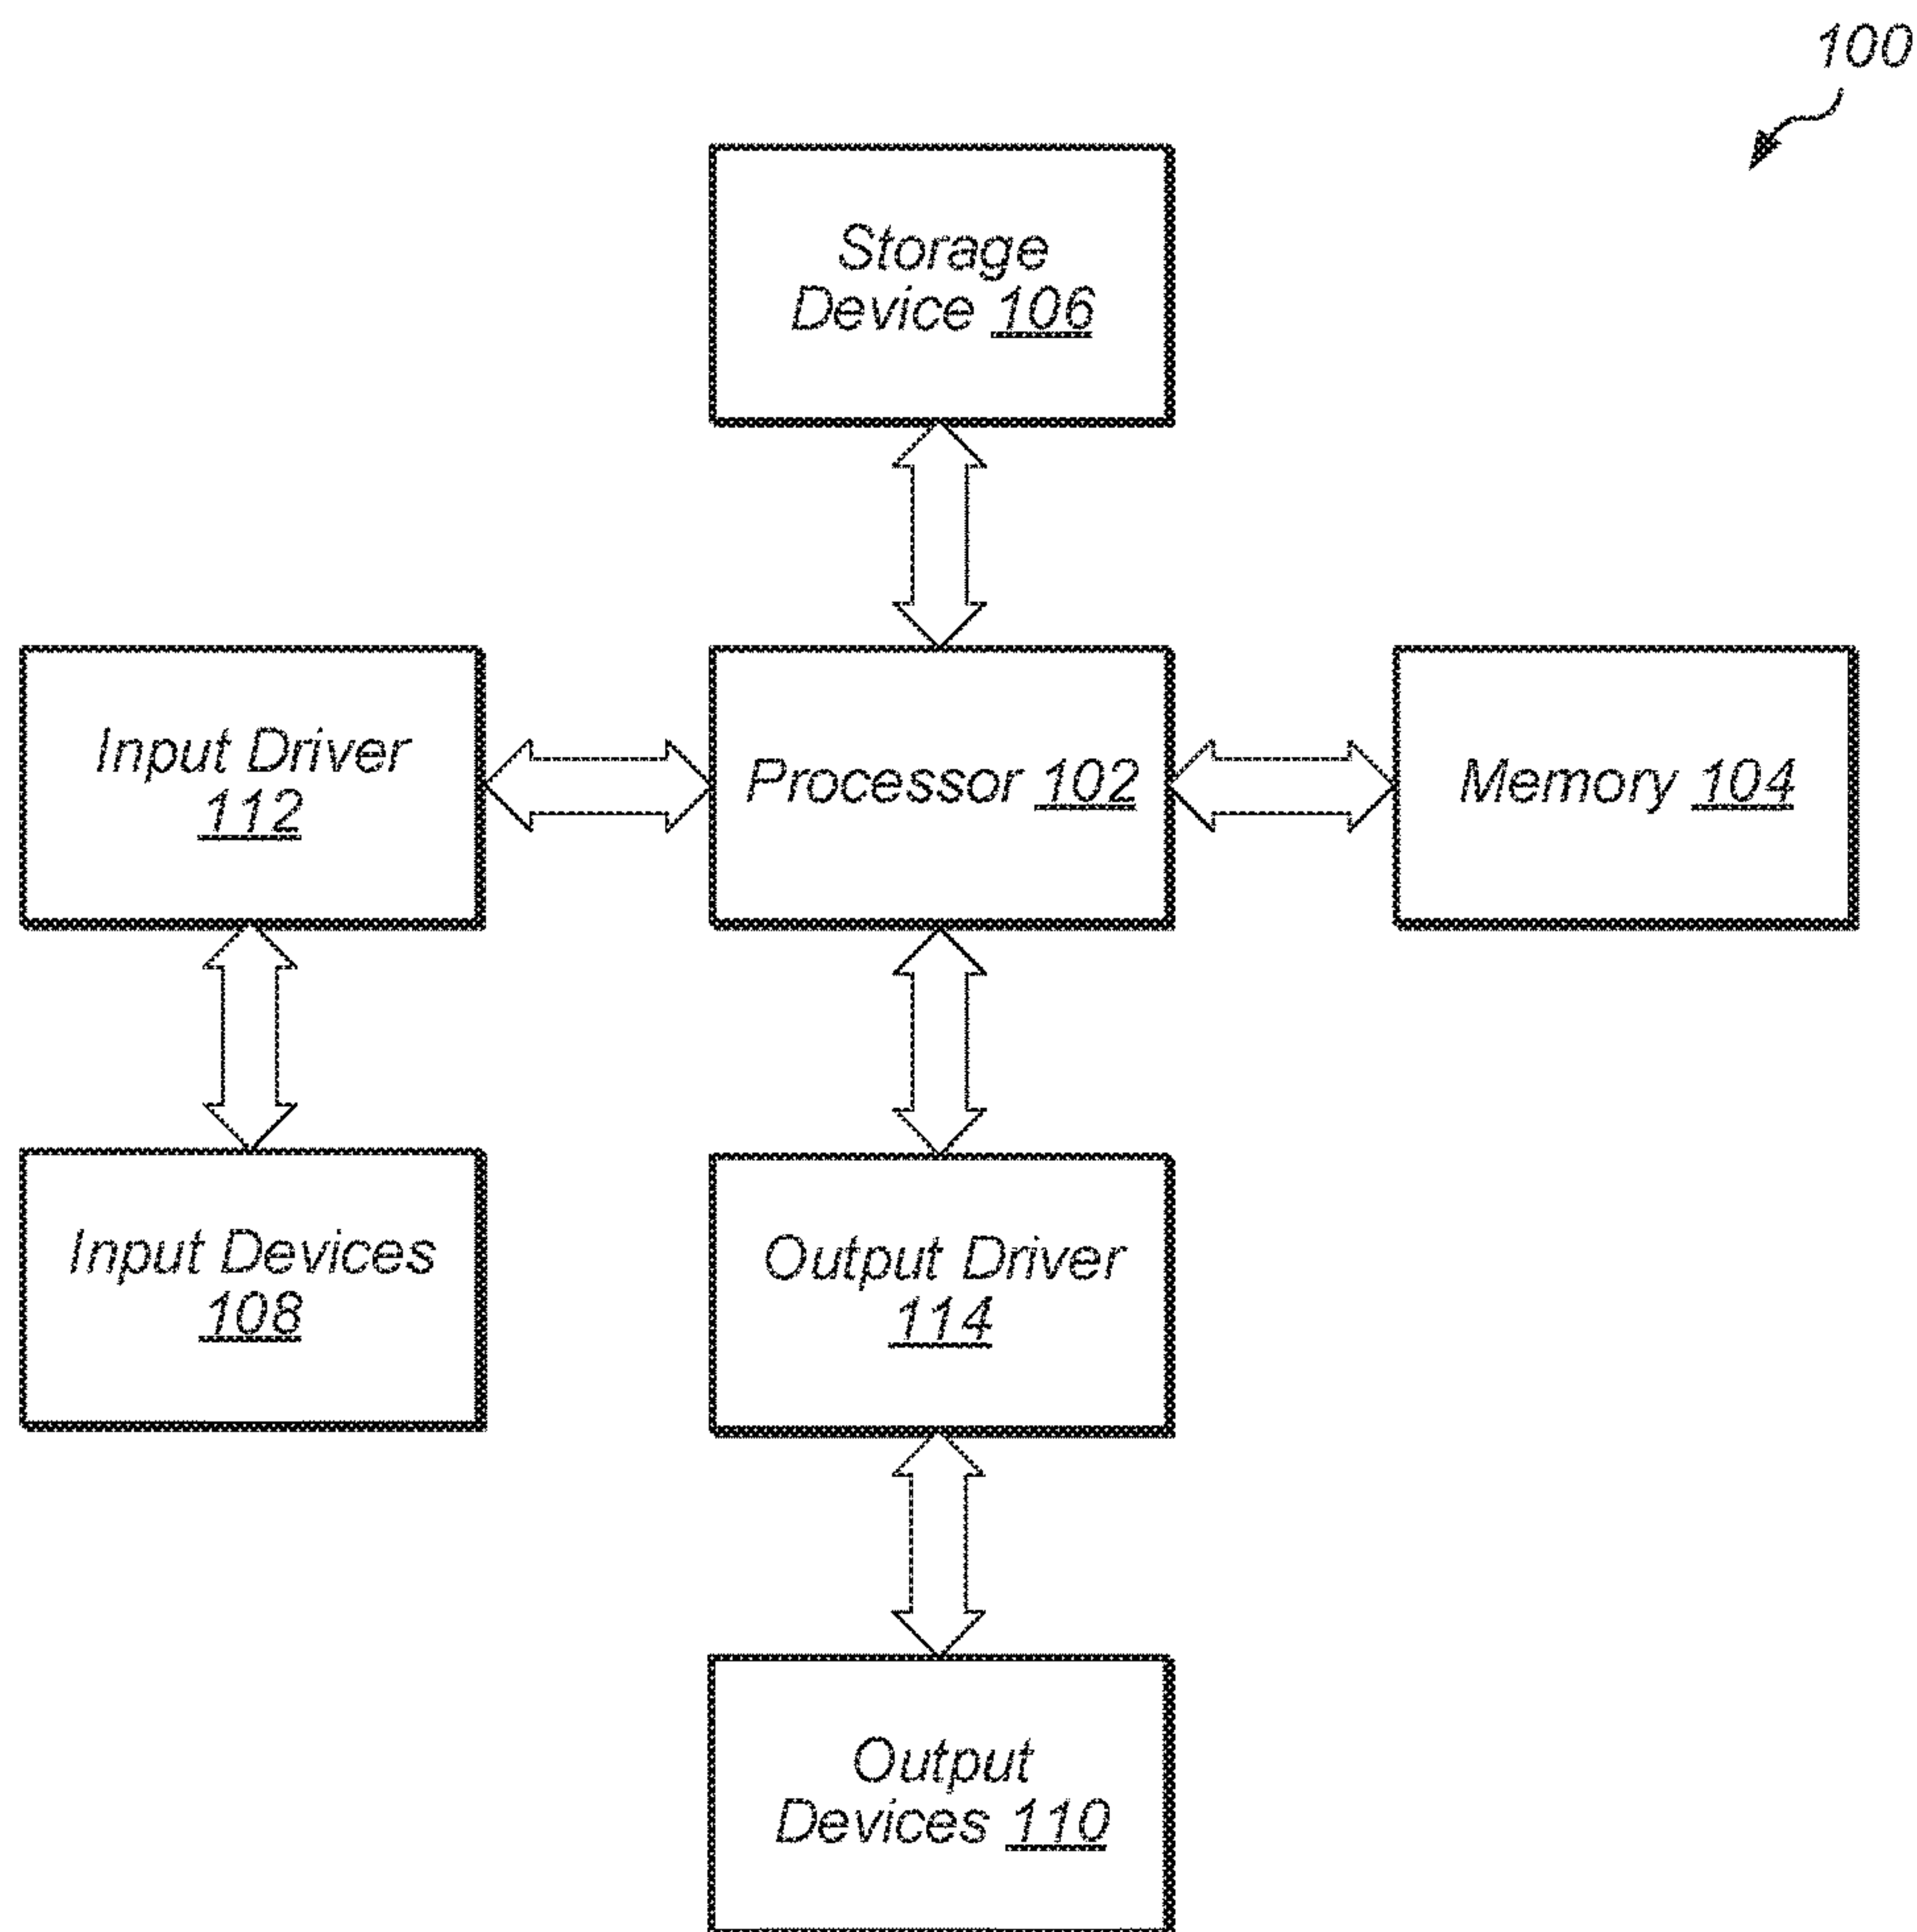 100
Storage
Device 106
Input Driver
112
Processor 102
Memory 104
Input Devices
108
Output Driver
114
Output
Devices 110